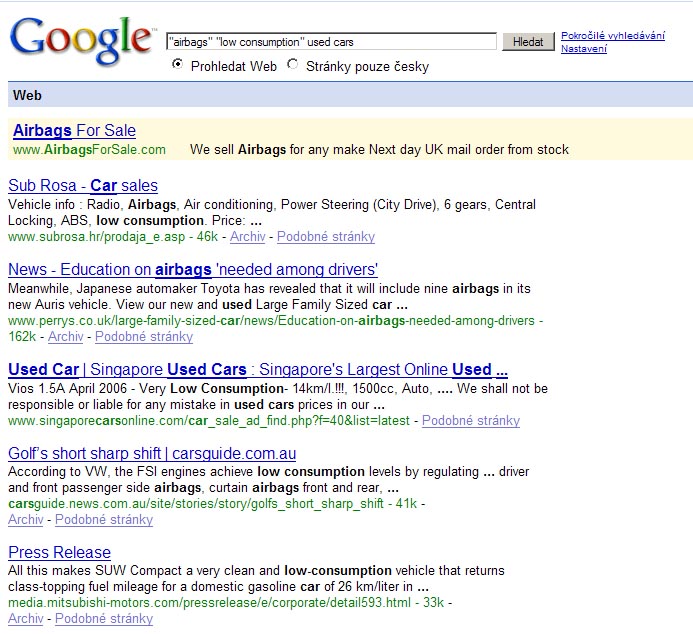 Google™
"airbags" "low consumption" used cars
Hledat
Pokročilé vyhledávání
Nastavení
Prohledat Web Stránky pouze česky
Web
Airbags For Sale
www.AirbagsForSale.com We sell Airbags for any make Next day UK mail order from stock
Sub Rosa - Car sales
Vehicle info : Radio, Airbags, Air conditioning, Power Steering (City Drive), 6 gears, Central
Locking, ABS, low consumption. Price: ...
www.subrosa.hr/prodaja_e.asp - 46k - Archiv - Podobné stránky
News - Education on airbags 'needed among drivers'
Meanwhile, Japanese automaker Toyota has revealed that it will include nine airbags in its
new Auris vehicle. View our new and used Large Family Sized car ...
www.perrys.co.uk/large-family-sized-car/news/Education-on-airbags-needed-among-drivers -
162k - Archiv - Podobné stránky
Used Car | Singapore Used Cars : Singapore's Largest Online Used ...
Vios 1.5A April 2006 - Very Low Consumption- 14km/l.!!!, 1500cc, Auto, .... We shall not be
responsible or liable for any mistake in used cars prices in our ...
www.singaporecarsonline.com/car_sale_ad_find.php?f=40&list=latest - Podobné stránky
Golf's short sharp shift | carsguide.com.au
According to VW, the FSI engines achieve low consumption levels by regulating ... driver
and front passenger side airbags, curtain airbags front and rear, ...
carsguide.news.com.au/site/stories/story/golfs_short_sharp_shift - 41k -
Archiv - Podobné stránky
Press Release
All this makes SUW Compact a very clean and low-consumption vehicle that returns
class-topping fuel mileage for a domestic gasoline car of 26 km/liter in ...
media.mitsubishi-motors.com/pressrelease/e/corporate/detail593.html - 33k -
Archiv - Podobné stránky